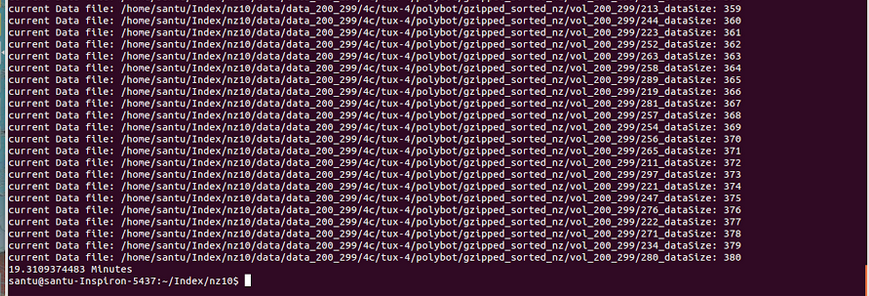 current Data file: /home/santu/Index/nz10/data/data_200_299/4c/tux-4/polybot/gzipped_sorted_nz/vol_200_299/213_dataSize: 359
current Data file: /home/santu/Index/nz10/data/data_200_299/4c/tux-4/polybot/gzipped_sorted_nz/vol_200_299/244_dataSize: 360
current Data file: /home/santu/Index/nz10/data/data_200_299/4c/tux-4/polybot/gzipped_sorted_nz/vol_200_299/223_dataSize: 361
current Data file: /home/santu/Index/nz10/data/data_200_299/4c/tux-4/polybot/gzipped_sorted_nz/vol_200_299/252_dataSize: 362
current Data file: /home/santu/Index/nz10/data/data_200_299/4c/tux-4/polybot/gzipped_sorted_nz/vol_200_299/263_dataSize: 363
current Data file: /home/santu/Index/nz10/data/data_200_299/4c/tux-4/polybot/gzipped_sorted_nz/vol_200_299/258_dataSize: 364
current Data file: /home/santu/Index/nz10/data/data_200_299/4c/tux-4/polybot/gzipped_sorted_nz/vol_200_299/289_dataSize: 365
current Data file: /home/santu/Index/nz10/data/data_200_299/4c/tux-4/polybot/gzipped_sorted_nz/vol_200_299/219_dataSize: 366
current Data file: /home/santu/Index/nz10/data/data_200_299/4c/tux-4/polybot/gzipped_sorted_nz/vol_200_299/281_dataSize: 367
current Data file: /home/santu/Index/nz10/data/data_200_299/4c/tux-4/polybot/gzipped_sorted_nz/vol_200_299/257_dataSize: 368
current Data file: /home/santu/Index/nz10/data/data_200_299/4c/tux-4/polybot/gzipped_sorted_nz/vol_200_299/254_dataSize: 369
current Data file: /home/santu/Index/nz10/data/data_200_299/4c/tux-4/polybot/gzipped_sorted_nz/vol_200_299/256_dataSize: 370
current Data file: /home/santu/Index/nz10/data/data_200_299/4c/tux-4/polybot/gzipped_sorted_nz/vol_200_299/265_dataSize: 371
current Data file: /home/santu/Index/nz10/data/data_200_299/4c/tux-4/polybot/gzipped_sorted_nz/vol_200_299/211_dataSize: 372
current Data file: /home/santu/Index/nz10/data/data_200_299/4c/tux-4/polybot/gzipped_sorted_nz/vol_200_299/297_dataSize: 373
current Data file: /home/santu/Index/nz10/data/data_200_299/4c/tux-4/polybot/gzipped_sorted_nz/vol_200_299/221_dataSize: 374
current Data file: /home/santu/Index/nz10/data/data_200_299/4c/tux-4/polybot/gzipped_sorted_nz/vol_200_299/247_dataSize: 375
current Data file: /home/santu/Index/nz10/data/data_200_299/4c/tux-4/polybot/gzipped_sorted_nz/vol_200_299/276_dataSize: 376
current Data file: /home/santu/Index/nz10/data/data_200_299/4c/tux-4/polybot/gzipped_sorted_nz/vol_200_299/222_dataSize: 377
current Data file: /home/santu/Index/nz10/data/data_200_299/4c/tux-4/polybot/gzipped_sorted_nz/vol_200_299/271_dataSize: 378
current Data file: /home/santu/Index/nz10/data/data_200_299/4c/tux-4/polybot/gzipped_sorted_nz/vol_200_299/234_dataSize: 379
current Data file: /home/santu/Index/nz10/data/data_200_299/4c/tux-4/polybot/gzipped_sorted_nz/vol_200_299/280_dataSize: 380
19.3109374483 Minutes
santu@santu-Inspiron-5437:~/Index/nz10$